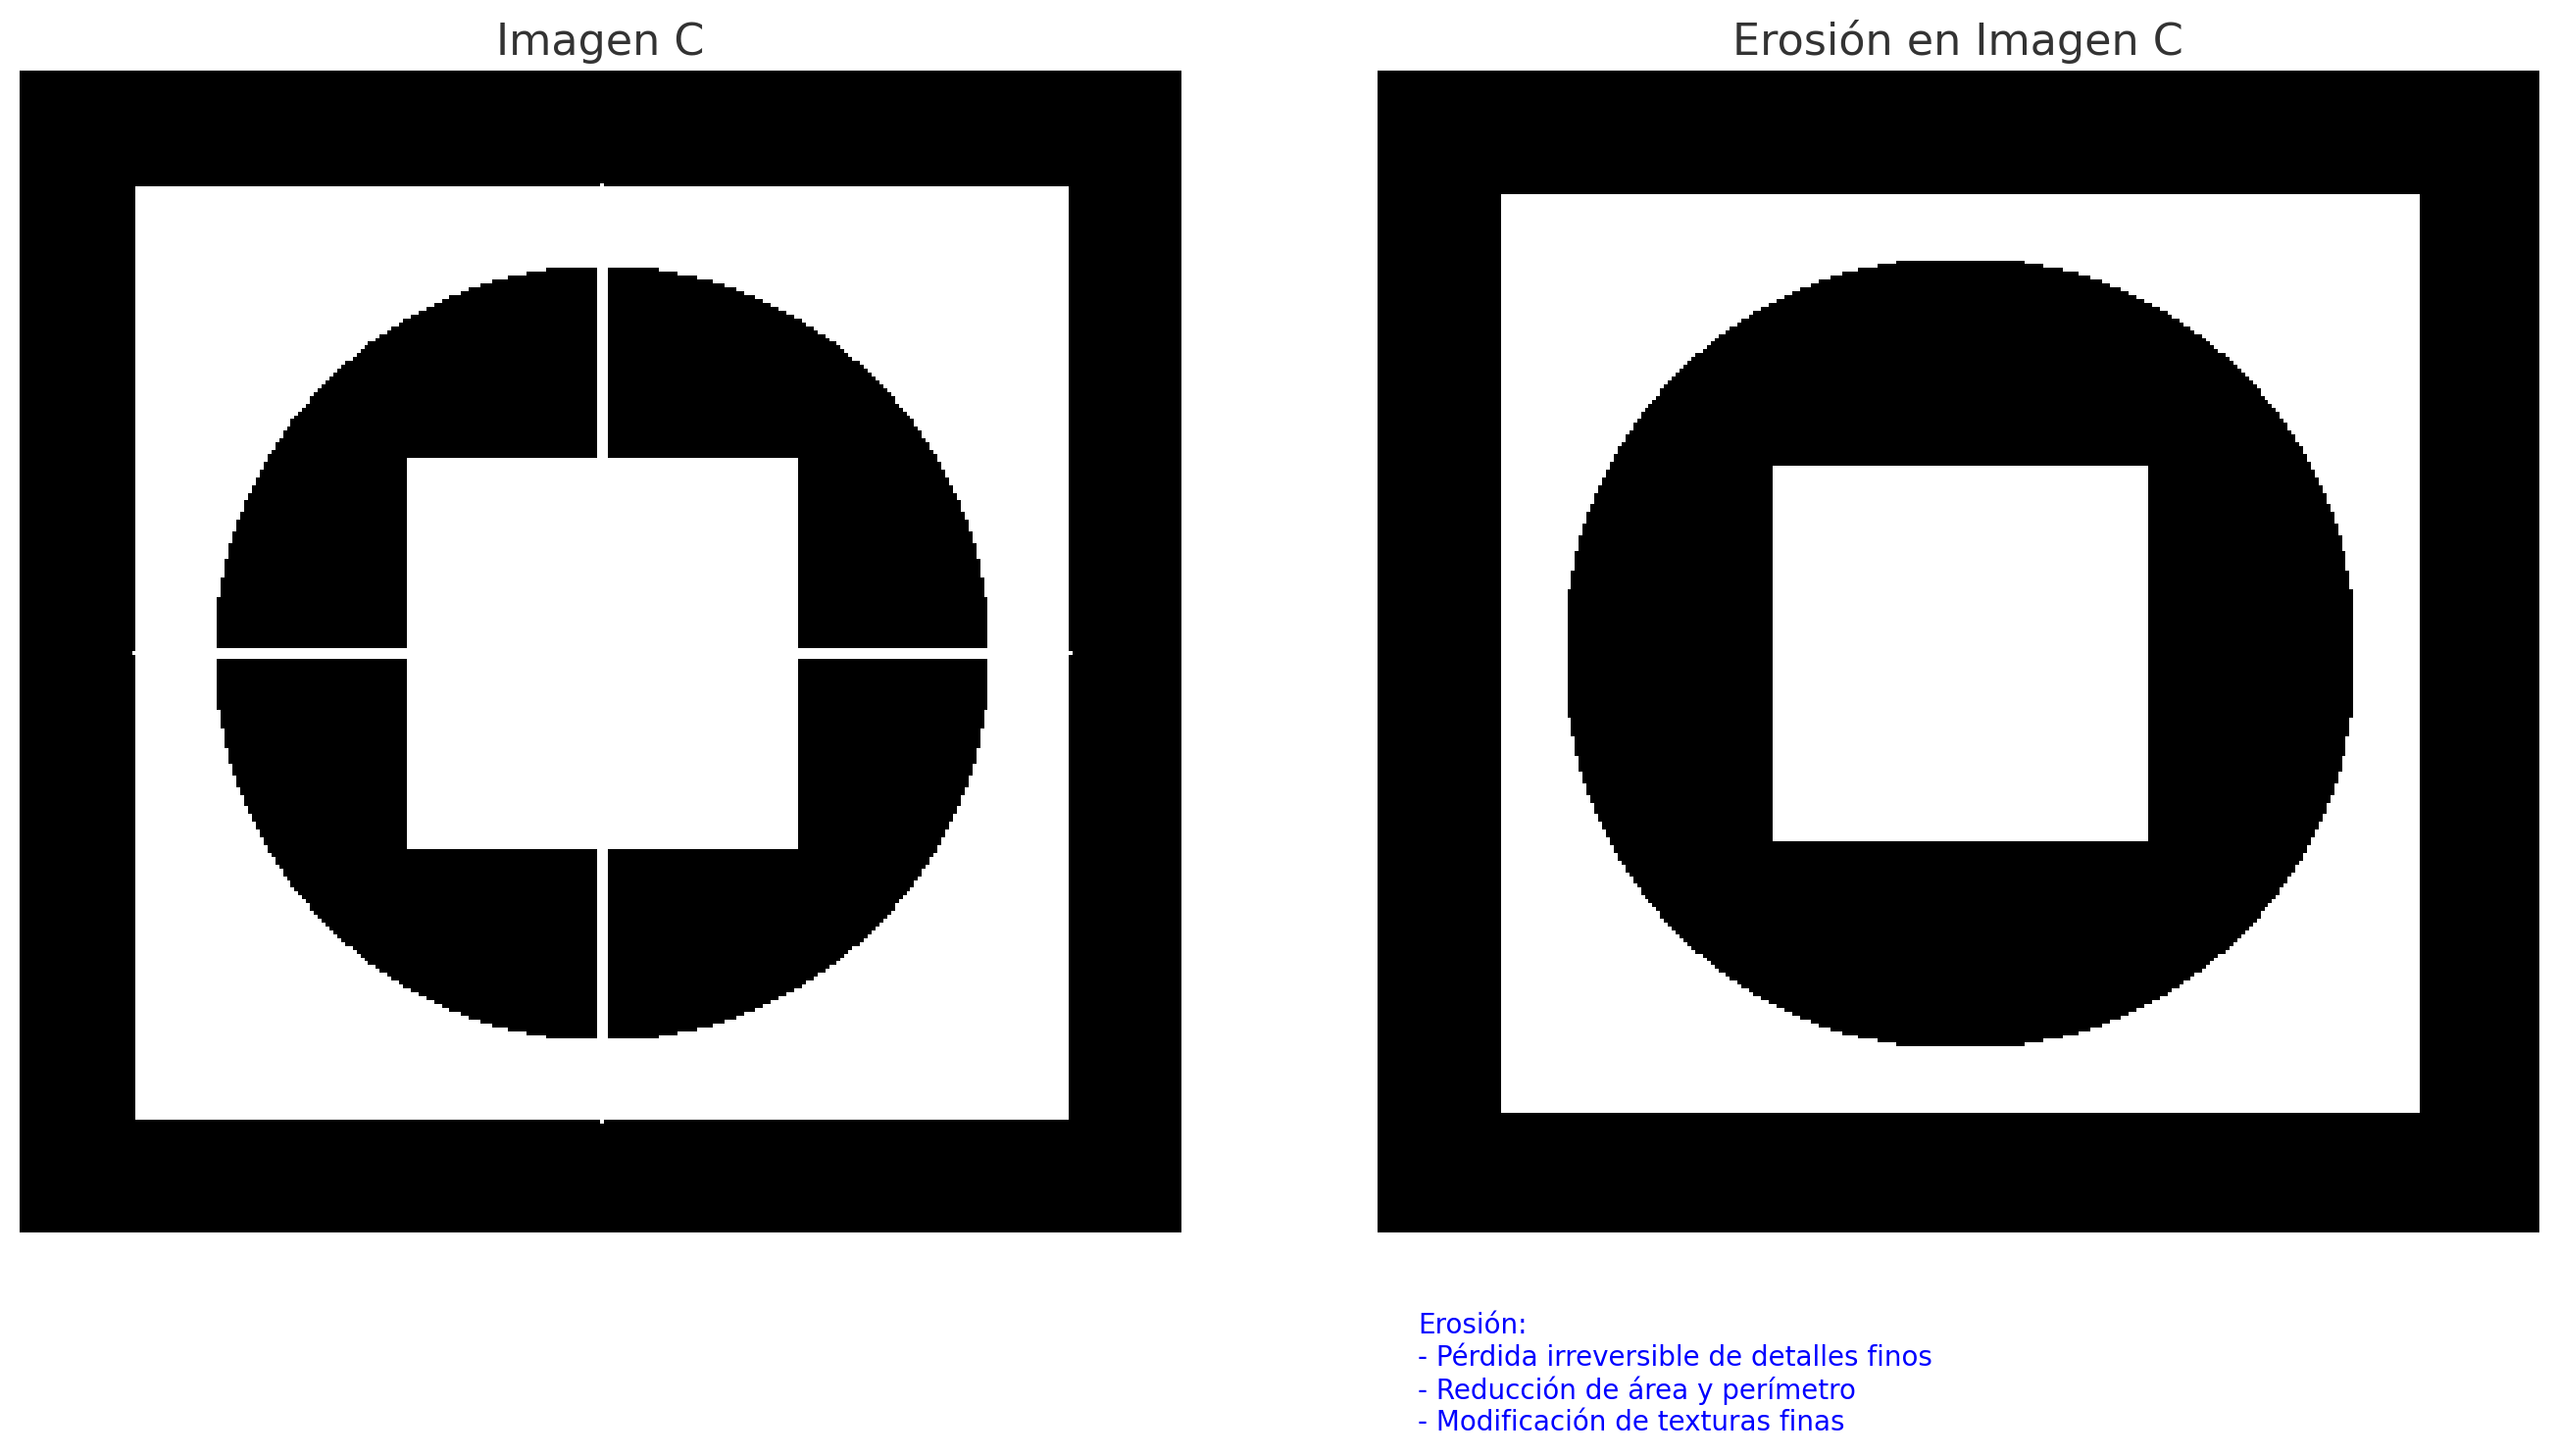 Imagen C
Erosión en Imagen C
Erosión:
- Pérdida irreversible de detalles finos
- Reducción de área y perímetro
- Modificación de texturas finas